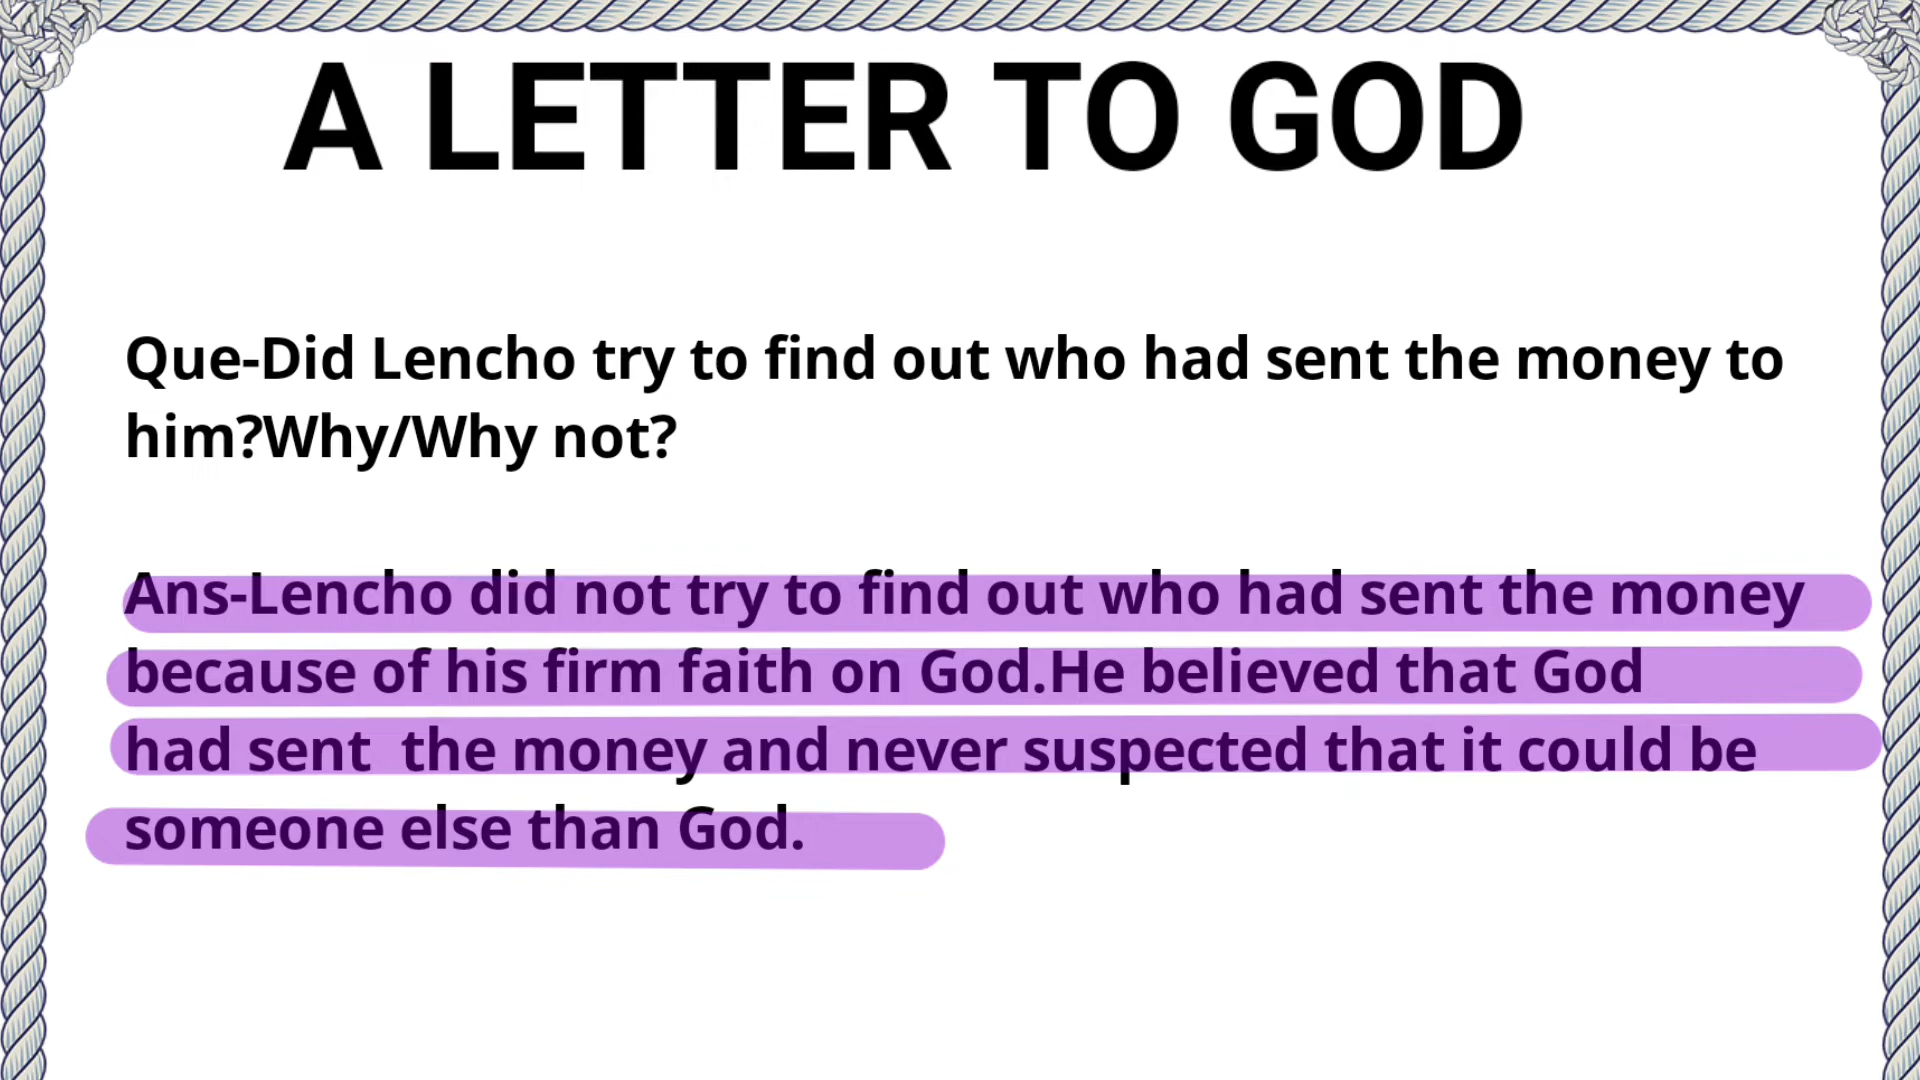 A LETTER TO GOD
Que-Did Lencho try to find out who had sent the money to
him?Why/Why not?
Ans-Lencho did not try to find out who had sent the money
because of his firm faith on God.He believed that God
had sent  the money and never suspected that it could be
someone else than God.